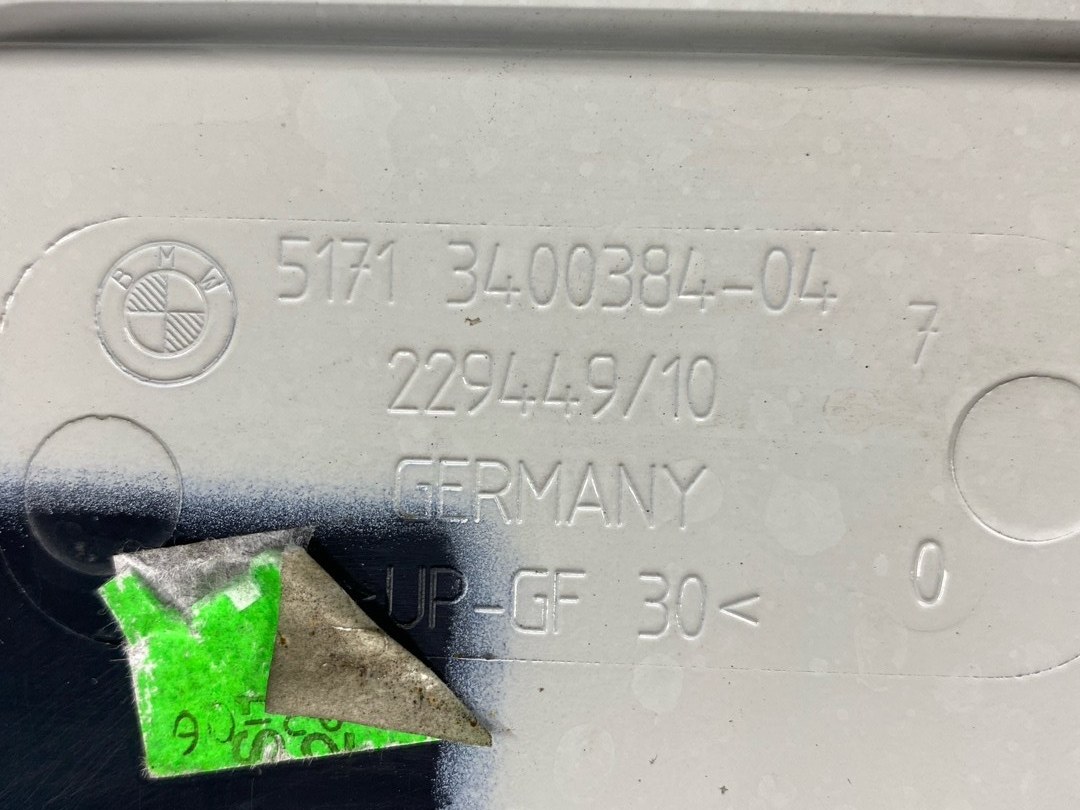 BMW
5171 3400384-04
7
229449/10
GERMANY
>UP-GF 30<
0